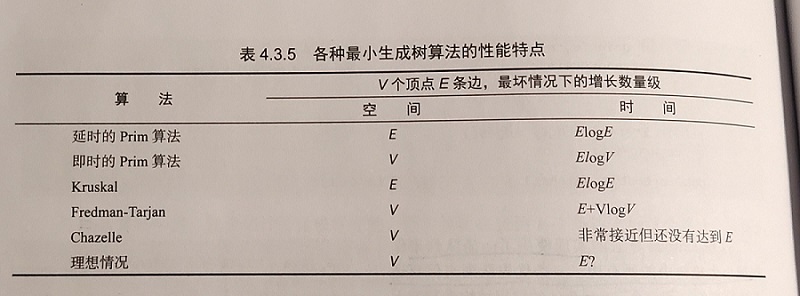 表 4.3.5 各种最小生成树算法的性能特点
V 个顶点 E 条边，最坏情况下的增长数量级
算 法 空 间 时 间
延时的 Prim 算法 E ElogE
即时的 Prim 算法 V ElogV
Kruskal E ElogE
Fredman-Tarjan V E+VlogV
Chazelle V 非常接近但还没有达到 E
理想情况 V E?